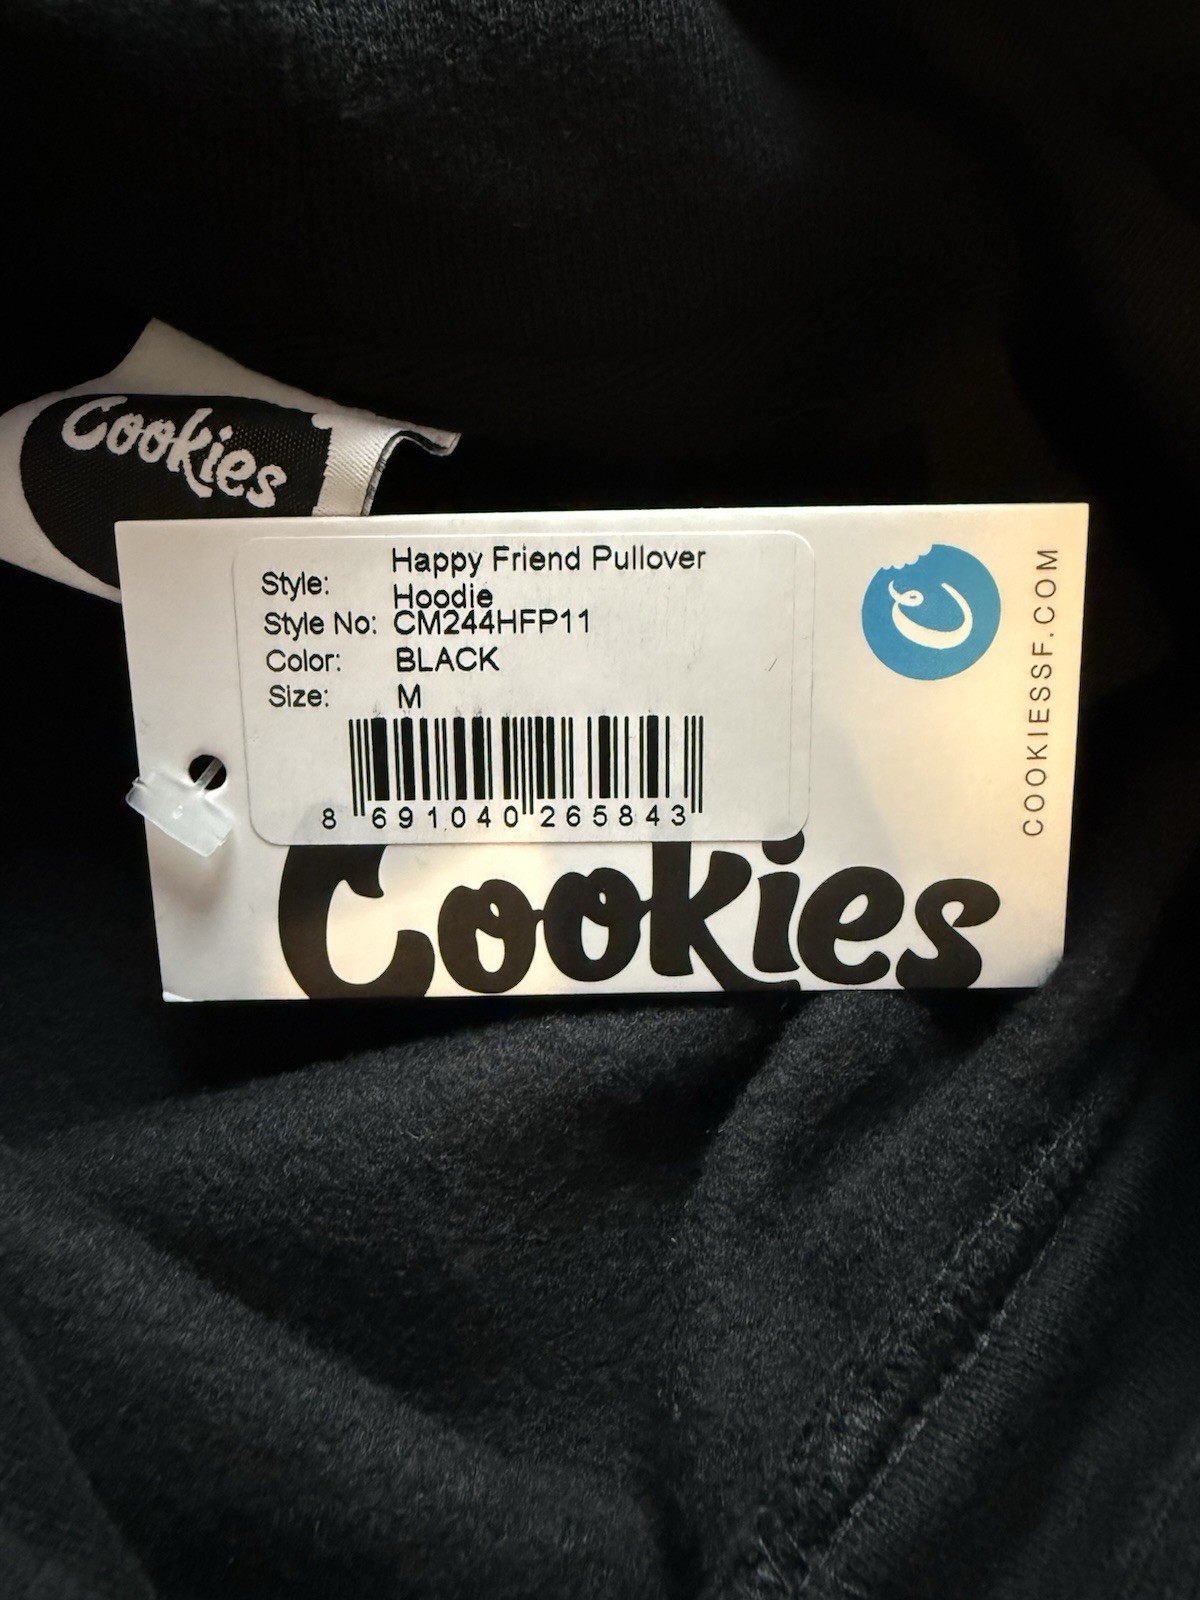 Cookies
Style: Happy Friend Pullover
Hoodie
Style No: CM244HFP11
Color: BLACK
Size: M
8 691040 265843
Cookies
C
COOKIESSF.COM